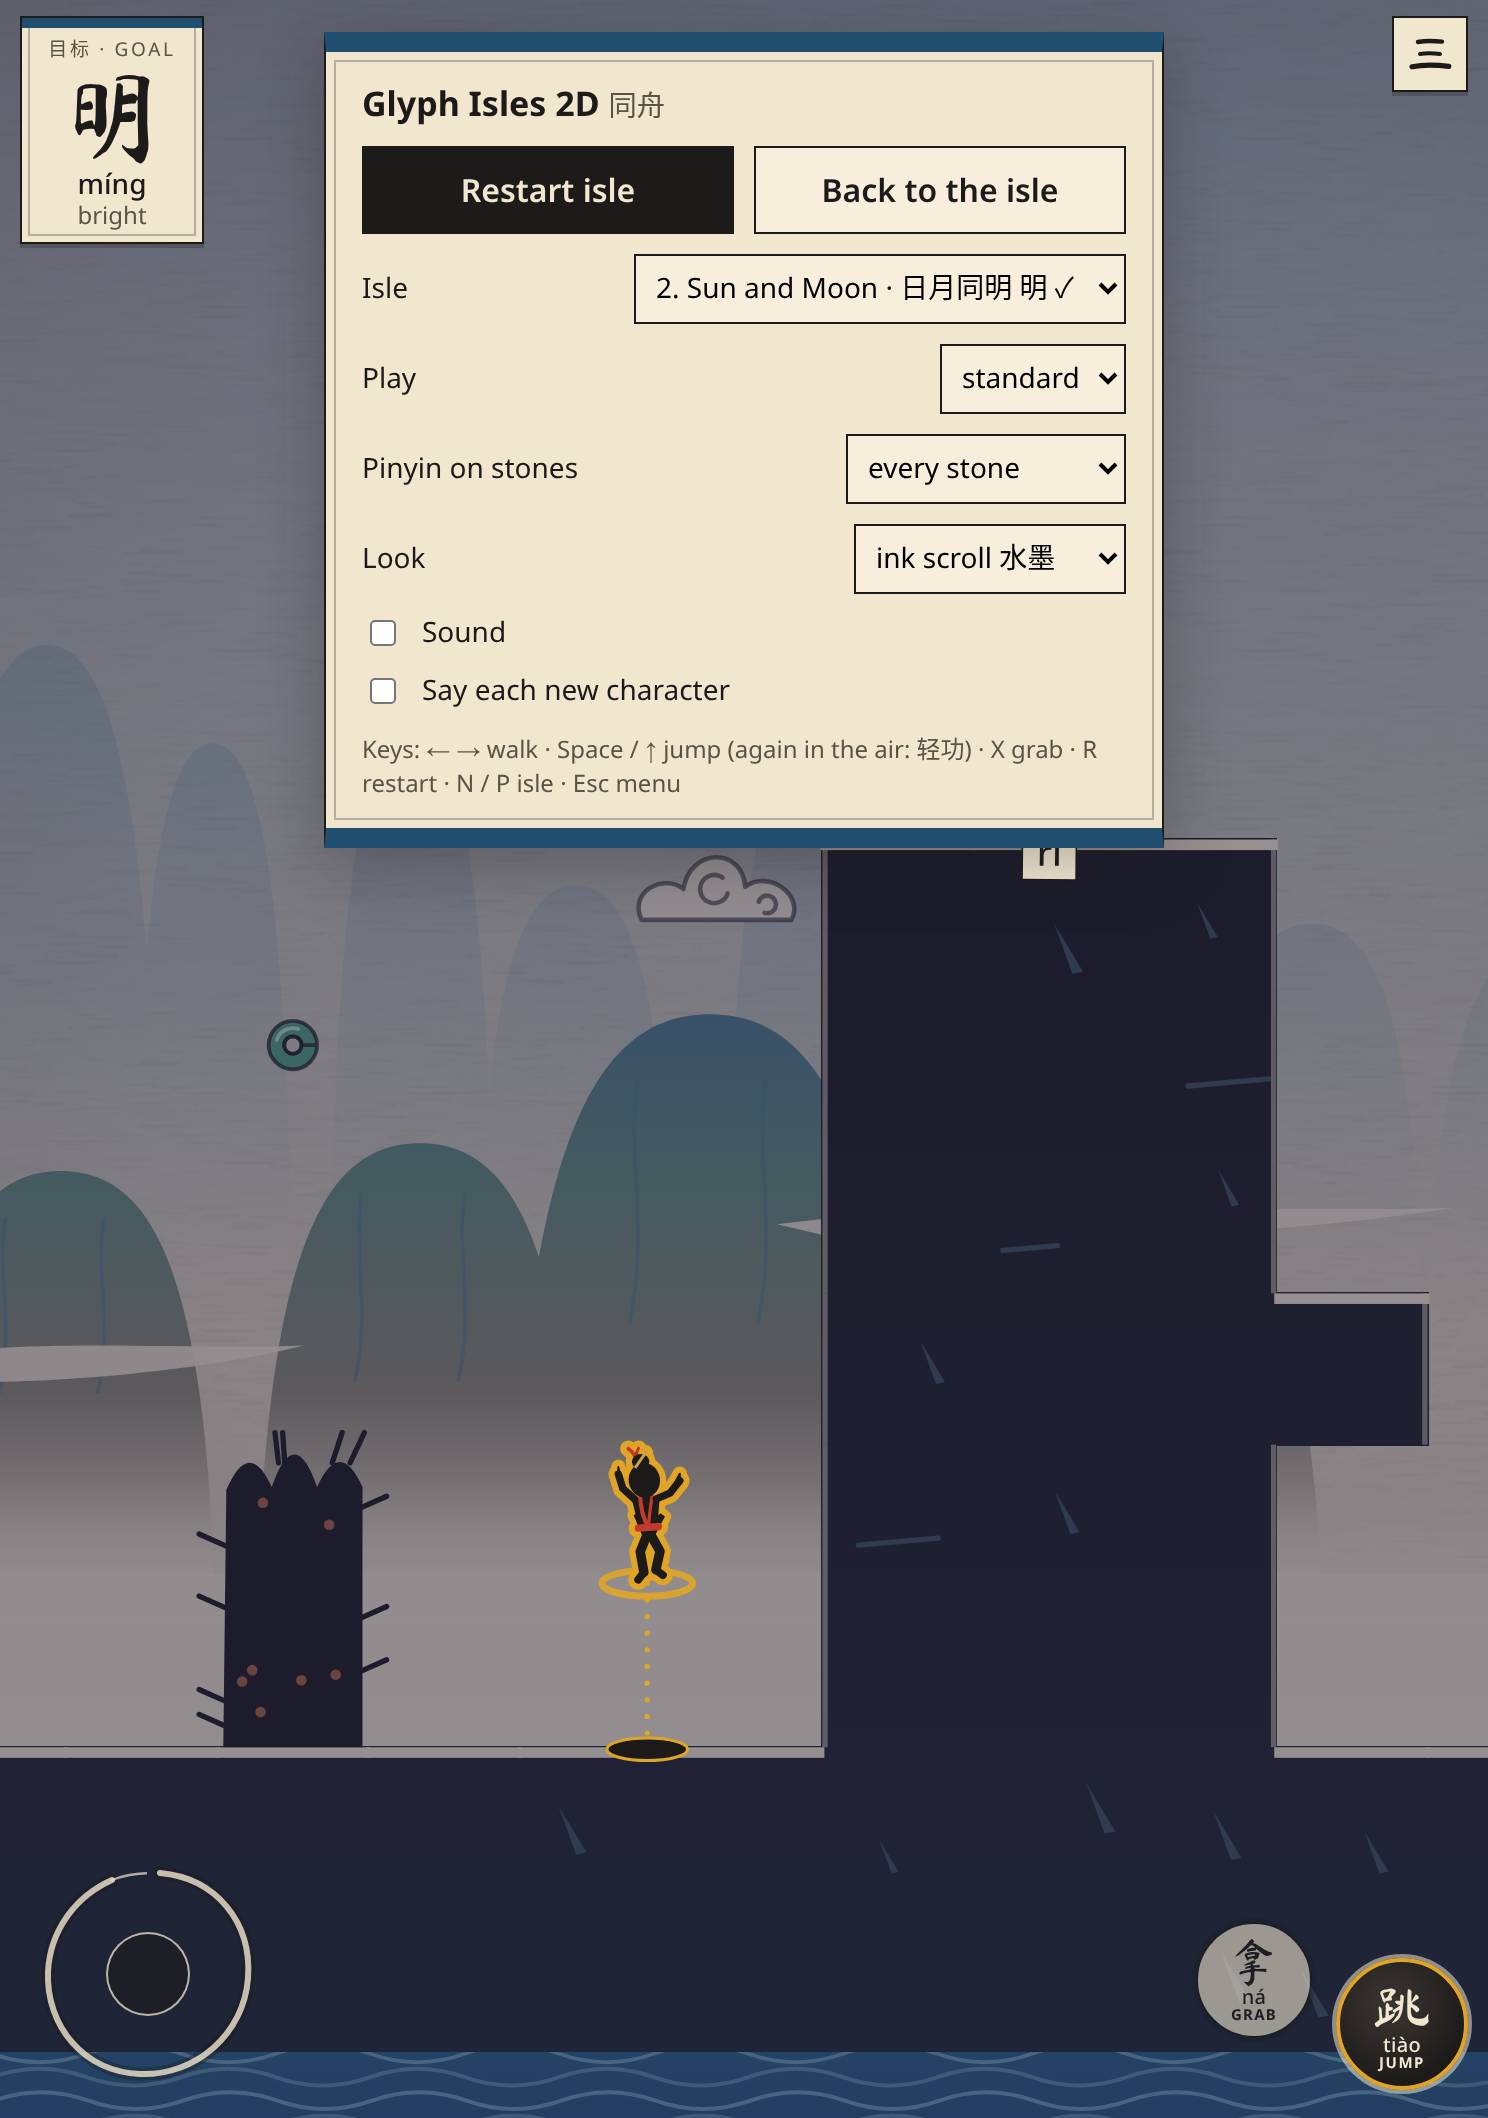 目标 · GOAL
明
míng
bright
三
Glyph Isles 2D 同舟
Restart isle
Back to the isle
Isle
2. Sun and Moon · 日月同明 明 ✓
Play
standard
Pinyin on stones
every stone
Look
ink scroll 水墨
Sound
Say each new character
Keys: ← → walk · Space / ↑ jump (again in the air: 轻功) · X grab · R
restart · N / P isle · Esc menu
拿
ná
GRAB
跳
tiào
JUMP